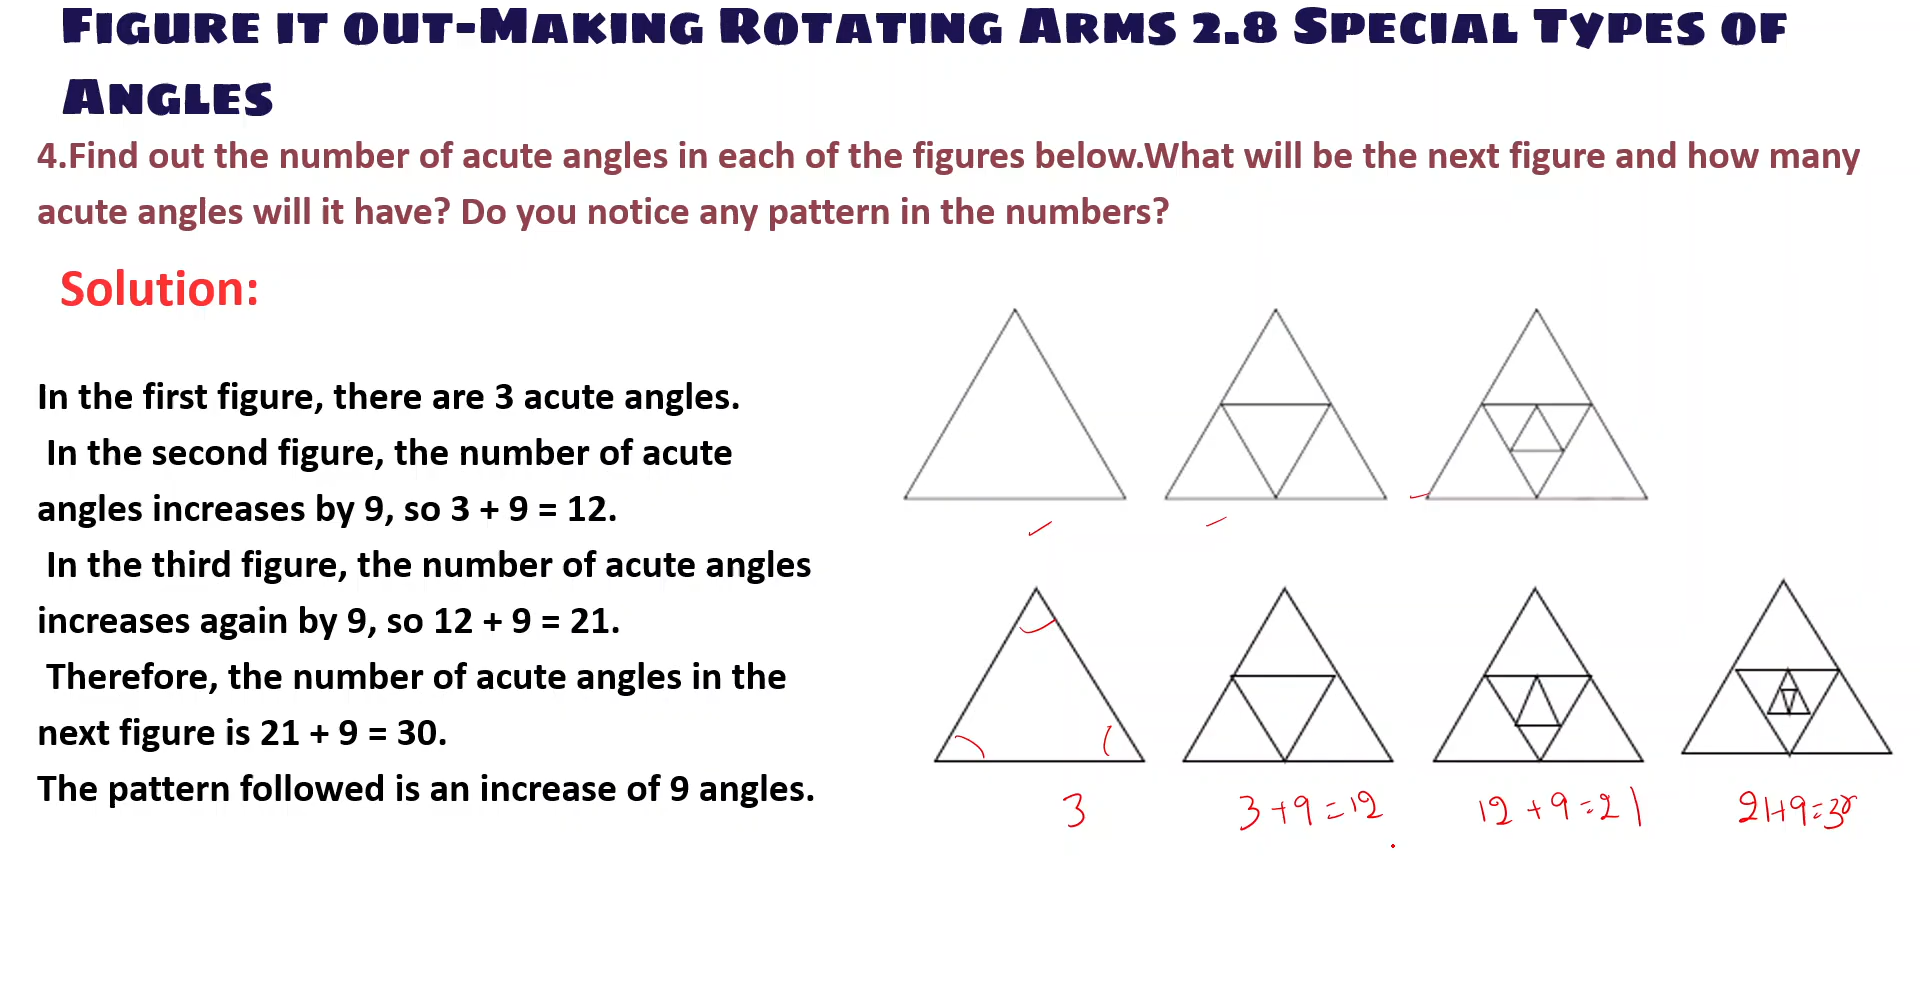 FIGURE IT OUT-MAKING ROTATING ARMS 2.8 SPECIAL TYPES OF
ANGLES
4.Find out the number of acute angles in each of the figures below.What will be the next figure and how many
acute angles will it have? Do you notice any pattern in the numbers?
Solution:
In the first figure, there are 3 acute angles.
In the second figure, the number of acute
angles increases by 9, so 3 + 9 = 12.
In the third figure, the number of acute angles
increases again by 9, so 12 + 9 = 21.
Therefore, the number of acute angles in the
next figure is 21 + 9 = 30.
The pattern followed is an increase of 9 angles.
3
3+9=12
12+9=21
21+9=30